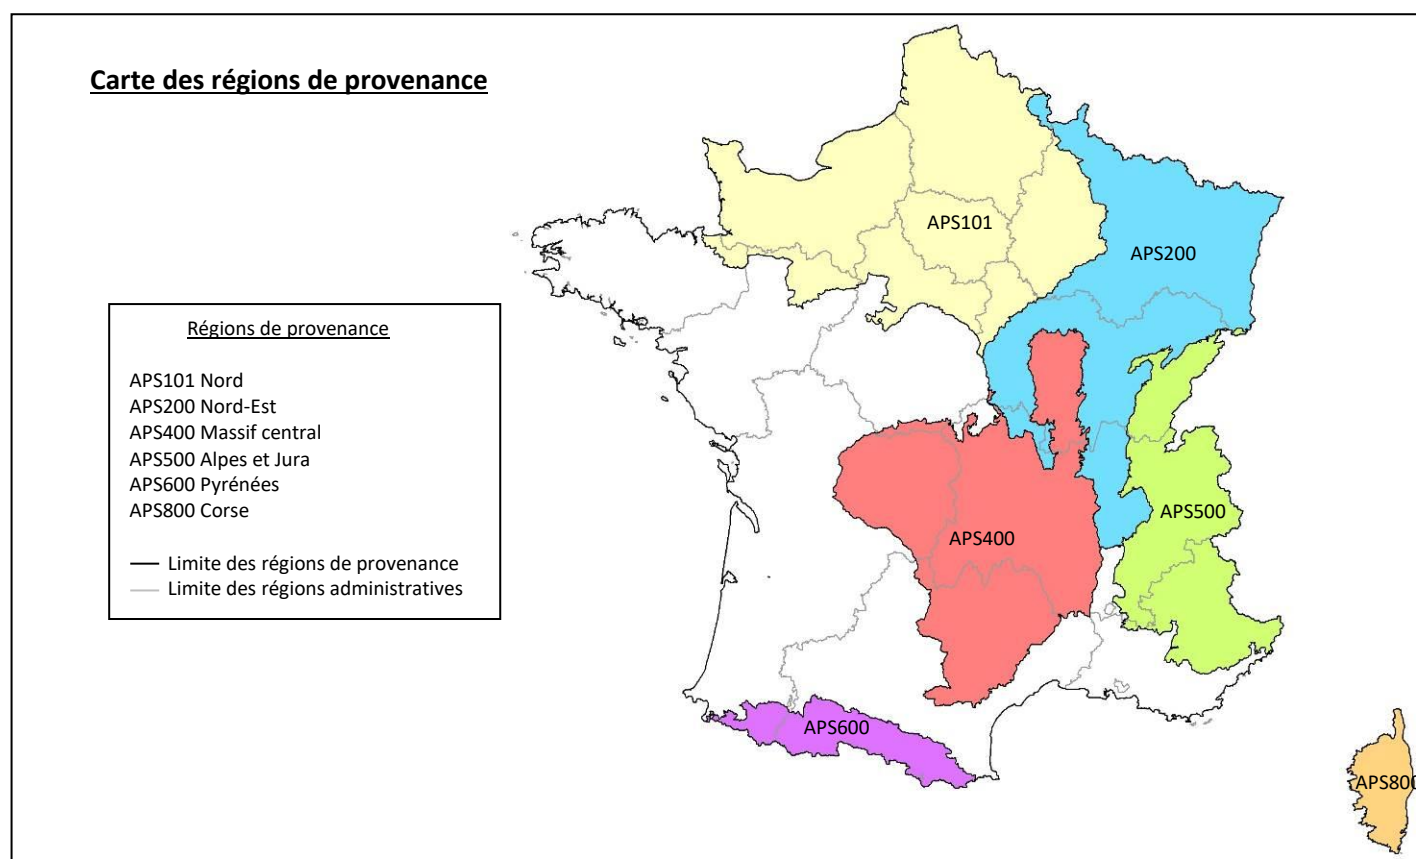 Carte des régions de provenance
Régions de provenance
APS101 Nord
APS200 Nord-Est
APS400 Massif central
APS500 Alpes et Jura
APS600 Pyrénées
APS800 Corse
Limite des régions de provenance
Limite des régions administratives
APS101
APS200
APS500
APS400
APS600
APS800